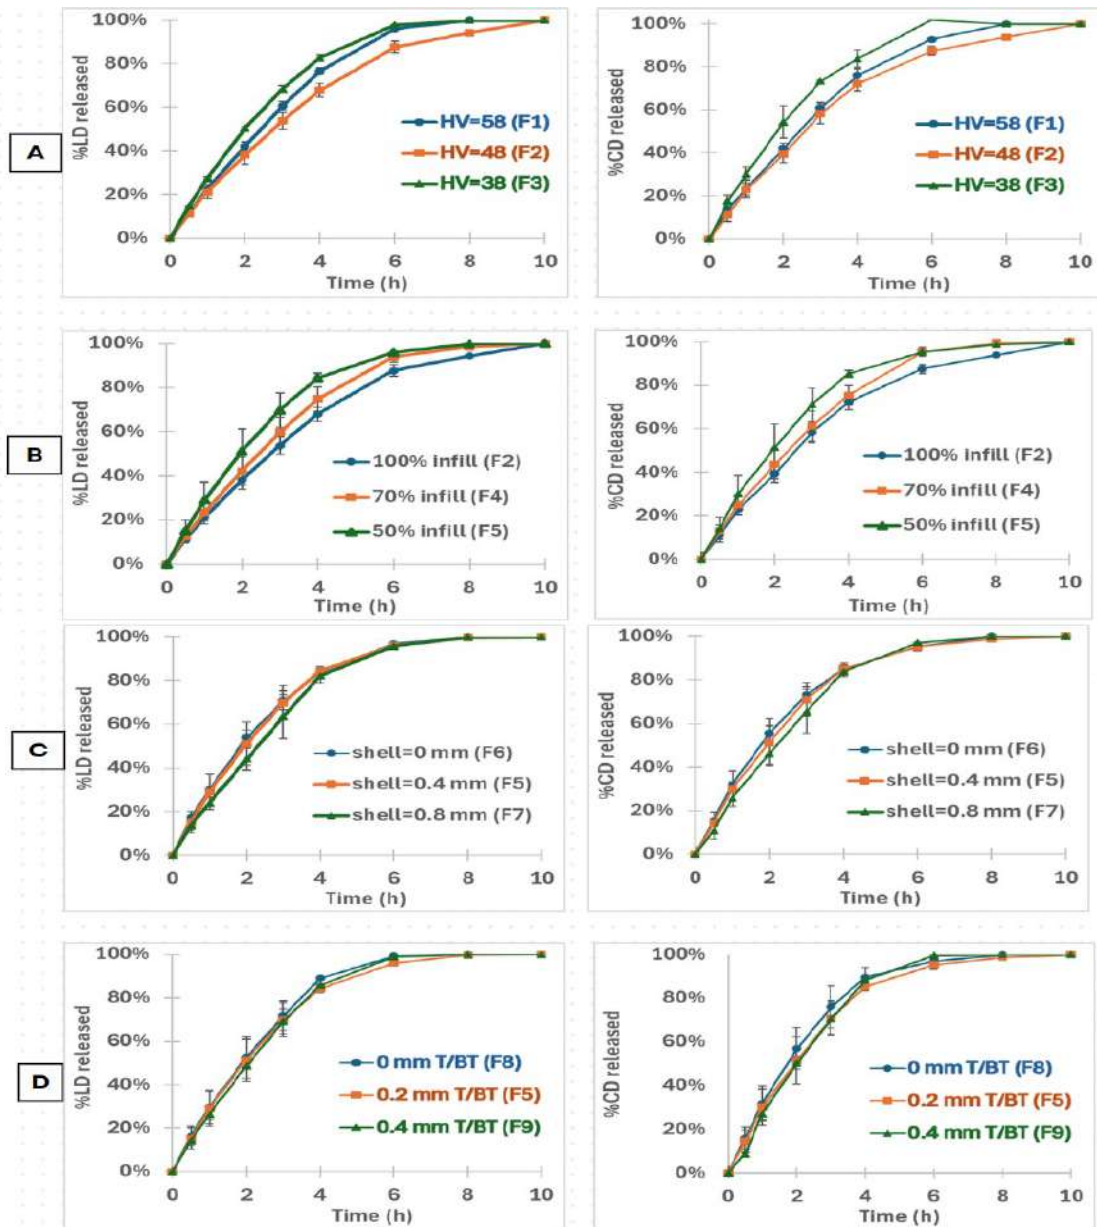 A
%LD released
100%
80%
60%
40%
20%
0%
HV=58 (F1)
HV=48 (F2)
HV=38 (F3)
0 2 4 6 8 10
Time (h)
%CD released
100%
80%
60%
40%
20%
0%
HV=58 (F1)
HV=48 (F2)
HV=38 (F3)
0 2 4 6 8 10
Time (h)
B
%LD released
100%
80%
60%
40%
20%
0%
100% infill (F2)
70% infill (F4)
50% infill (F5)
0 2 4 6 8 10
Time (h)
%CD released
100%
80%
60%
40%
20%
0%
100% infill (F2)
70% infill (F4)
50% infill (F5)
0 2 4 6 8 10
Time (h)
C
%LD released
100%
80%
60%
40%
20%
0%
shell=0 mm (F6)
shell=0.4 mm (F5)
shell=0.8 mm (F7)
0 2 4 6 8 10
Time (h)
%CD released
100%
80%
60%
40%
20%
0%
shell=0 mm (F6)
shell=0.4 mm (F5)
shell=0.8 mm (F7)
0 2 4 6 8 10
Time (h)
D
%LD released
100%
80%
60%
40%
20%
0%
0 mm T/BT (F8)
0.2 mm T/BT (F5)
0.4 mm T/BT (F9)
0 2 4 6 8 10
Time (h)
%CD released
100%
80%
60%
40%
20%
0%
0 mm T/BT (F8)
0.2 mm T/BT (F5)
0.4 mm T/BT (F9)
0 2 4 6 8 10
Time (h)